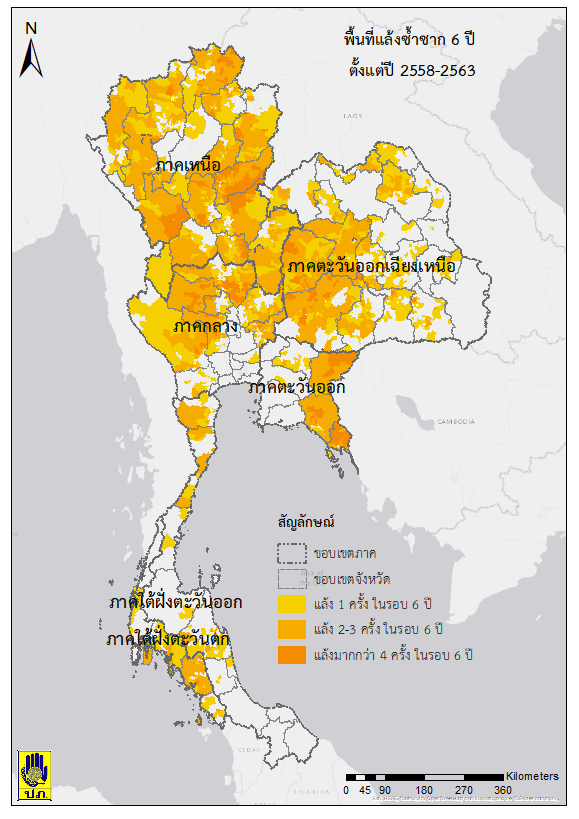 พื้นที่แล้งซ้ำซาก 6 ปี
ตั้งแต่ปี 2558-2563
N
LAOS
ภาคเหนือ
ภาคตะวันออกเฉียงเหนือ
ภาคกลาง
ภาคตะวันออก
CAMBODIA
สัญลักษณ์
ขอบเขตภาค
ขอบเขตจังหวัด
แล้ง 1 ครั้ง ในรอบ 6 ปี
แล้ง 2-3 ครั้ง ในรอบ 6 ปี
แล้งมากกว่า 4 ครั้ง ในรอบ 6 ปี
ภาคใต้ฝั่งตะวันออก
ภาคใต้ฝั่งตะวันตก
KEDAH
KELANTAN
ปภ.
Kilometers
0 45 90 180 270 360